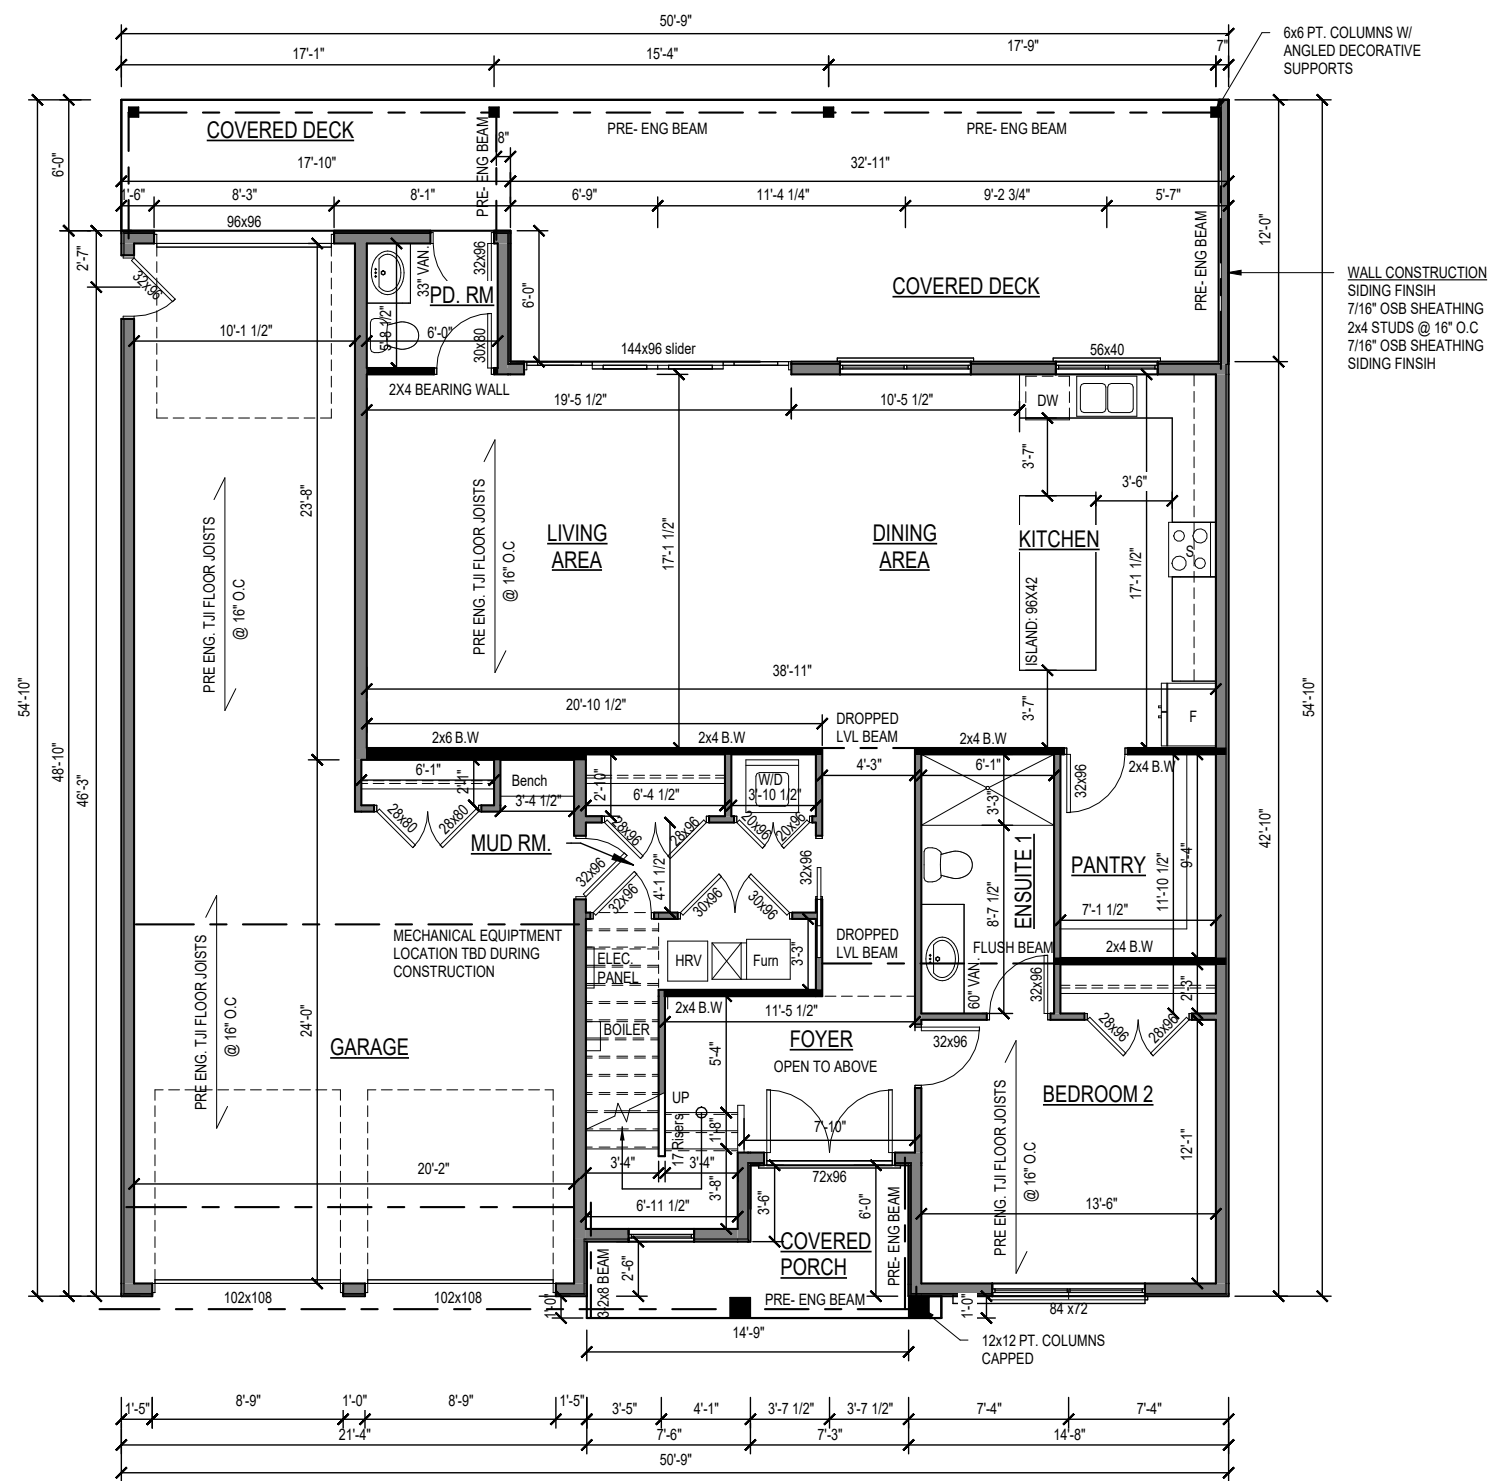 50'-9"
17'-1"
15'-4"
17'-9"
7"
6x6 PT. COLUMNS W/
ANGLED DECORATIVE
SUPPORTS
COVERED DECK
PRE- ENG BEAM
8"
PRE- ENG BEAM
PRE- ENG BEAM
6'-0"
17'-10"
32'-11"
1'-6"
8'-3"
8'-1"
6'-9"
11'-4 1/4"
9'-2 3/4"
5'-7"
96x96
12'-0"
PRE- ENG BEAM
2'-7"
32x96
33" VAN.
32x96
PD. RM
6'-0"
COVERED DECK
WALL CONSTRUCTION
SIDING FINSIH
7/16" OSB SHEATHING
2x4 STUDS @ 16" O.C
7/16" OSB SHEATHING
SIDING FINSIH
10'-1 1/2"
5'-8 1/2"
6'-0"
30x80
144x96 slider
56x40
2X4 BEARING WALL
19'-5 1/2"
10'-5 1/2"
DW
3'-7"
3'-6"
23'-8"
PRE ENG. TJI FLOOR JOISTS
@ 16" O.C
PRE ENG. TJI FLOOR JOISTS
@ 16" O.C
LIVING
AREA
17'-1 1/2"
DINING
AREA
KITCHEN
S
17'-1 1/2"
ISLAND: 96X42
54'-10"
48'-10"
46'-3"
54'-10"
42'-10"
38'-11"
20'-10 1/2"
3'-7"
F
DROPPED
LVL BEAM
2x6 B.W
2x4 B.W
2x4 B.W
2x4 B.W
6'-1"
2'-1"
Bench
3'-4 1/2"
2'-10"
6'-4 1/2"
W/D
3'-10 1/2"
4'-3"
6'-1"
3'-3"
32x96
28x80
28x80
28x96
28x96
20x96
20x96
MUD RM.
32x96
32x96
4'-1 1/2"
30x96
30x96
32x96
ENSUITE 1
8'-7 1/2"
PANTRY
11'-10 1/2"
9'-4"
7'-1 1/2"
MECHANICAL EQUIPTMENT
LOCATION TBD DURING
CONSTRUCTION
ELEC.
PANEL
HRV
Furn
3'-3"
DROPPED
LVL BEAM
FLUSH BEAM
2x4 B.W
60" VAN.
32x96
2'-3"
PRE ENG. TJI FLOOR JOISTS
@ 16" O.C
24'-0"
GARAGE
BOILER
2x4 B.W
11'-5 1/2"
FOYER
OPEN TO ABOVE
32x96
28x96
28x96
5'-4"
UP
17 Risers
1'-8"
7'-10"
BEDROOM 2
PRE ENG. TJI FLOOR JOISTS
@ 16" O.C
12'-1"
20'-2"
3'-4"
3'-4"
3'-8"
6'-11 1/2"
72x96
3'-6"
6'-0"
13'-6"
COVERED
PORCH
PRE- ENG BEAM
2'-6"
3-2x8 BEAM
102x108
102x108
1'-0"
PRE- ENG BEAM
1'-0"
84 x72
14'-9"
12x12 PT. COLUMNS
CAPPED
1'-5"
8'-9"
1'-0"
8'-9"
1'-5"
3'-5"
4'-1"
3'-7 1/2"
3'-7 1/2"
7'-4"
7'-4"
21'-4"
7'-6"
7'-3"
14'-8"
50'-9"